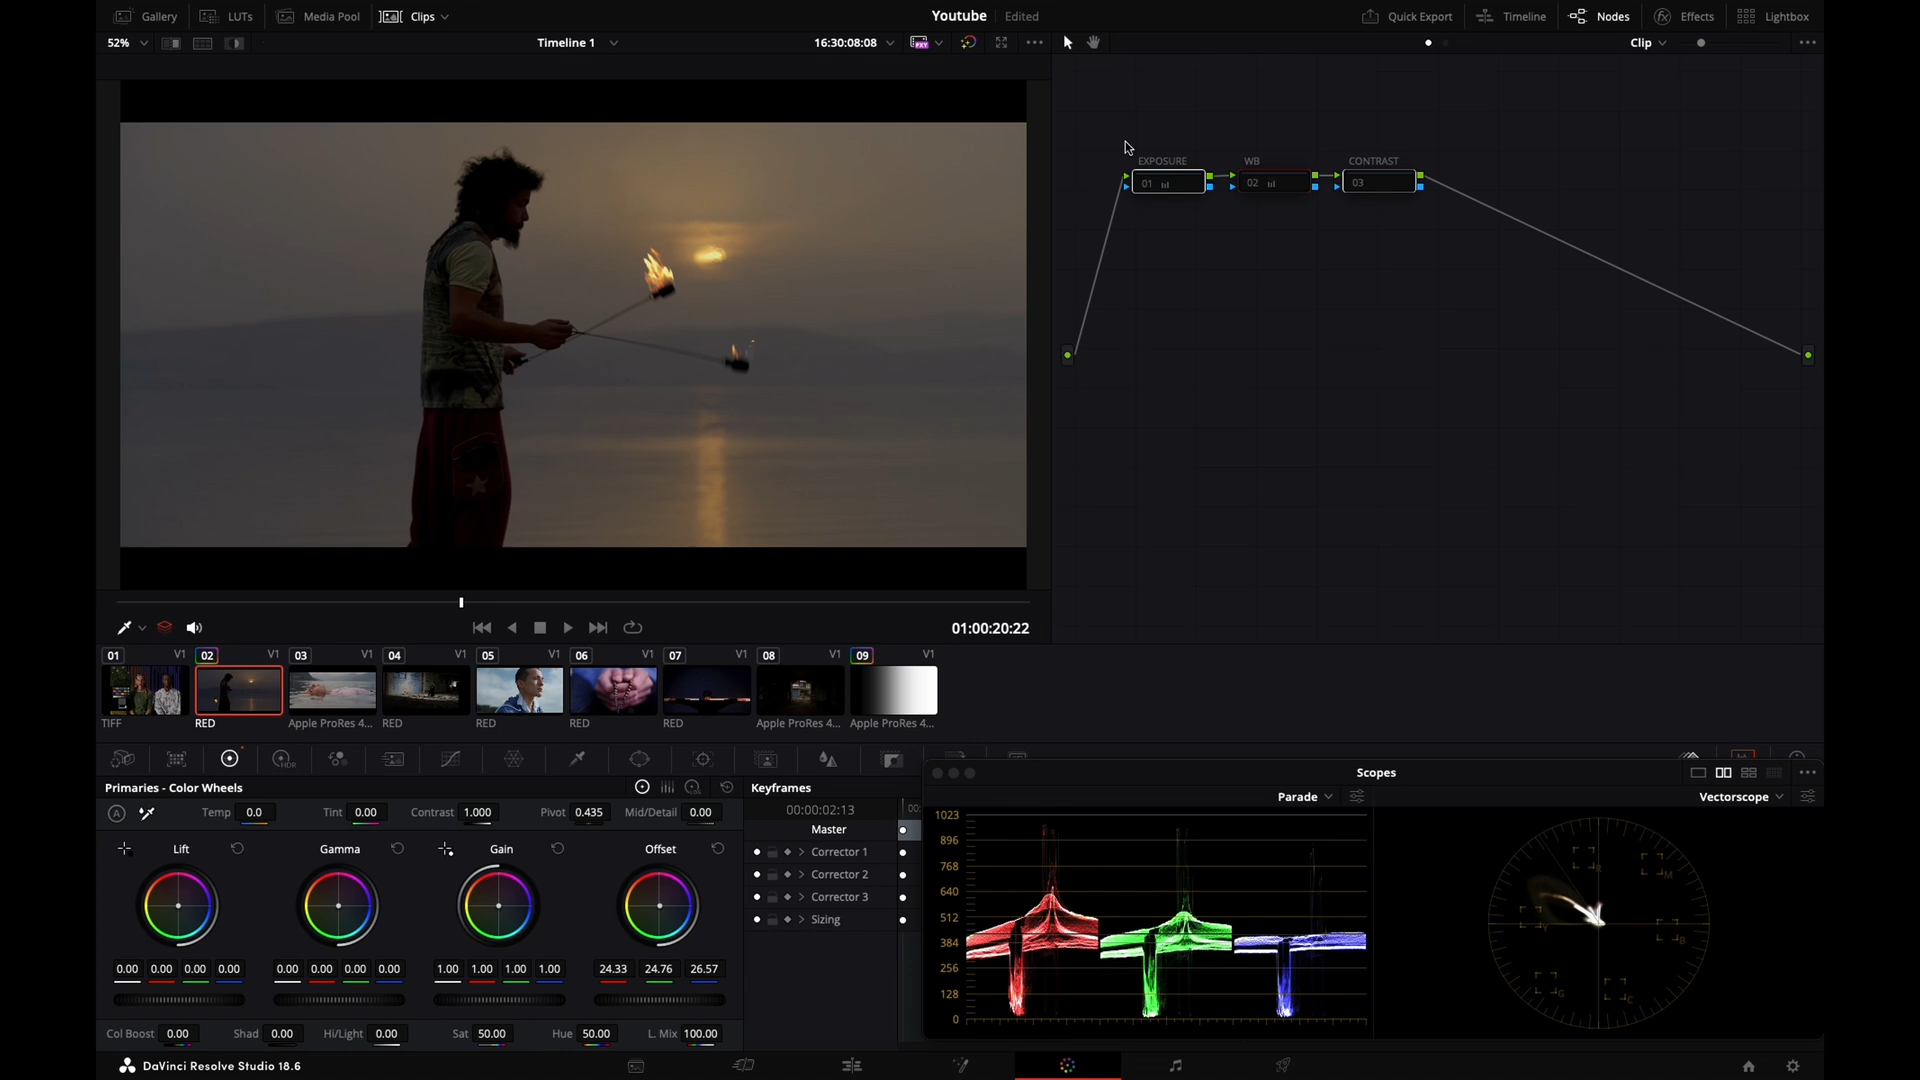 Gallery LUTs Media Pool Clips Youtube Edited Quick Export Timeline Nodes Effects Lightbox
52% Timeline 1 16:30:08:08 PXY Clip
EXPOSURE WB CONTRAST
01 02 03
01:00:20:22
01 V1 02 V1 03 V1 04 V1 05 V1 06 V1 07 V1 08 V1 09 V1
TIFF RED Apple ProRes 4... RED RED RED RED Apple ProRes 4... Apple ProRes 4...
HDR
Primaries - Color Wheels LOG Keyframes Scopes
A Temp 0.0 Tint 0.00 Contrast 1.000 Pivot 0.435 Mid/Detail 0.00 00:00:02:13 00: Parade Vectorscope
Master
Lift Gamma Gain Offset Corrector 1
Corrector 2
Corrector 3
Sizing
0.00 0.00 0.00 0.00 0.00 0.00 0.00 0.00 1.00 1.00 1.00 1.00 24.33 24.76 26.57
Col Boost 0.00 Shad 0.00 Hi/Light 0.00 Sat 50.00 Hue 50.00 L. Mix 100.00
1023
896
768
640
512
384
256
128
0
R
M
Y
B
G
C
DaVinci Resolve Studio 18.6